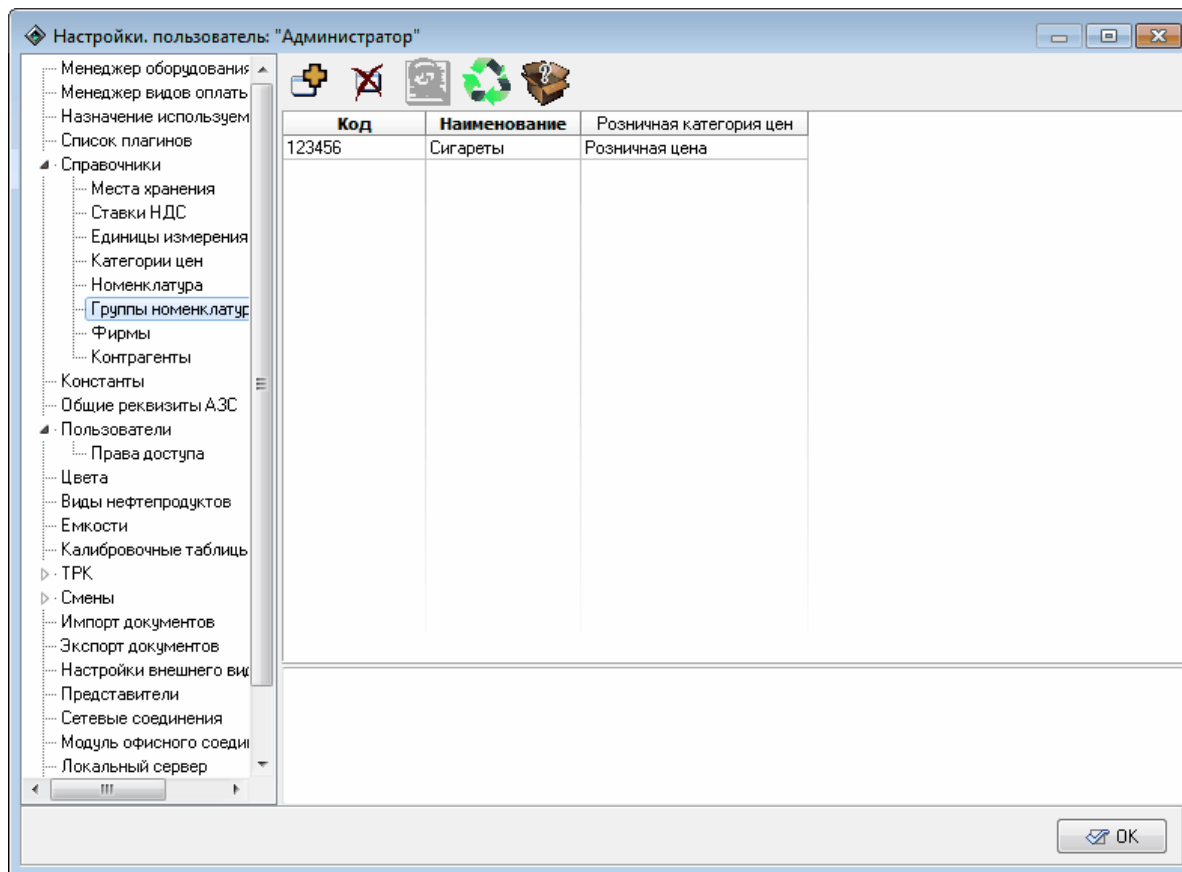 Настройки. пользователь: "Администратор"
Менеджер оборудования
Менеджер видов оплать
Назначение используем
Список плагинов
Справочники
Места хранения
Ставки НДС
Единицы измерения
Категории цен
Номенклатура
Группы номенклатур
Фирмы
Контрагенты
Константы
Общие реквизиты АЗС
Пользователи
Права доступа
Цвета
Виды нефтепродуктов
Емкости
Калибровочные таблиць
ТРК
Смены
Импорт документов
Экспорт документов
Настройки внешнего вид
Представители
Сетевые соединения
Модуль офисного соеди
Локальный сервер
Код Наименование Розничная категория цен
123456 Сигареты Розничная цена
OK